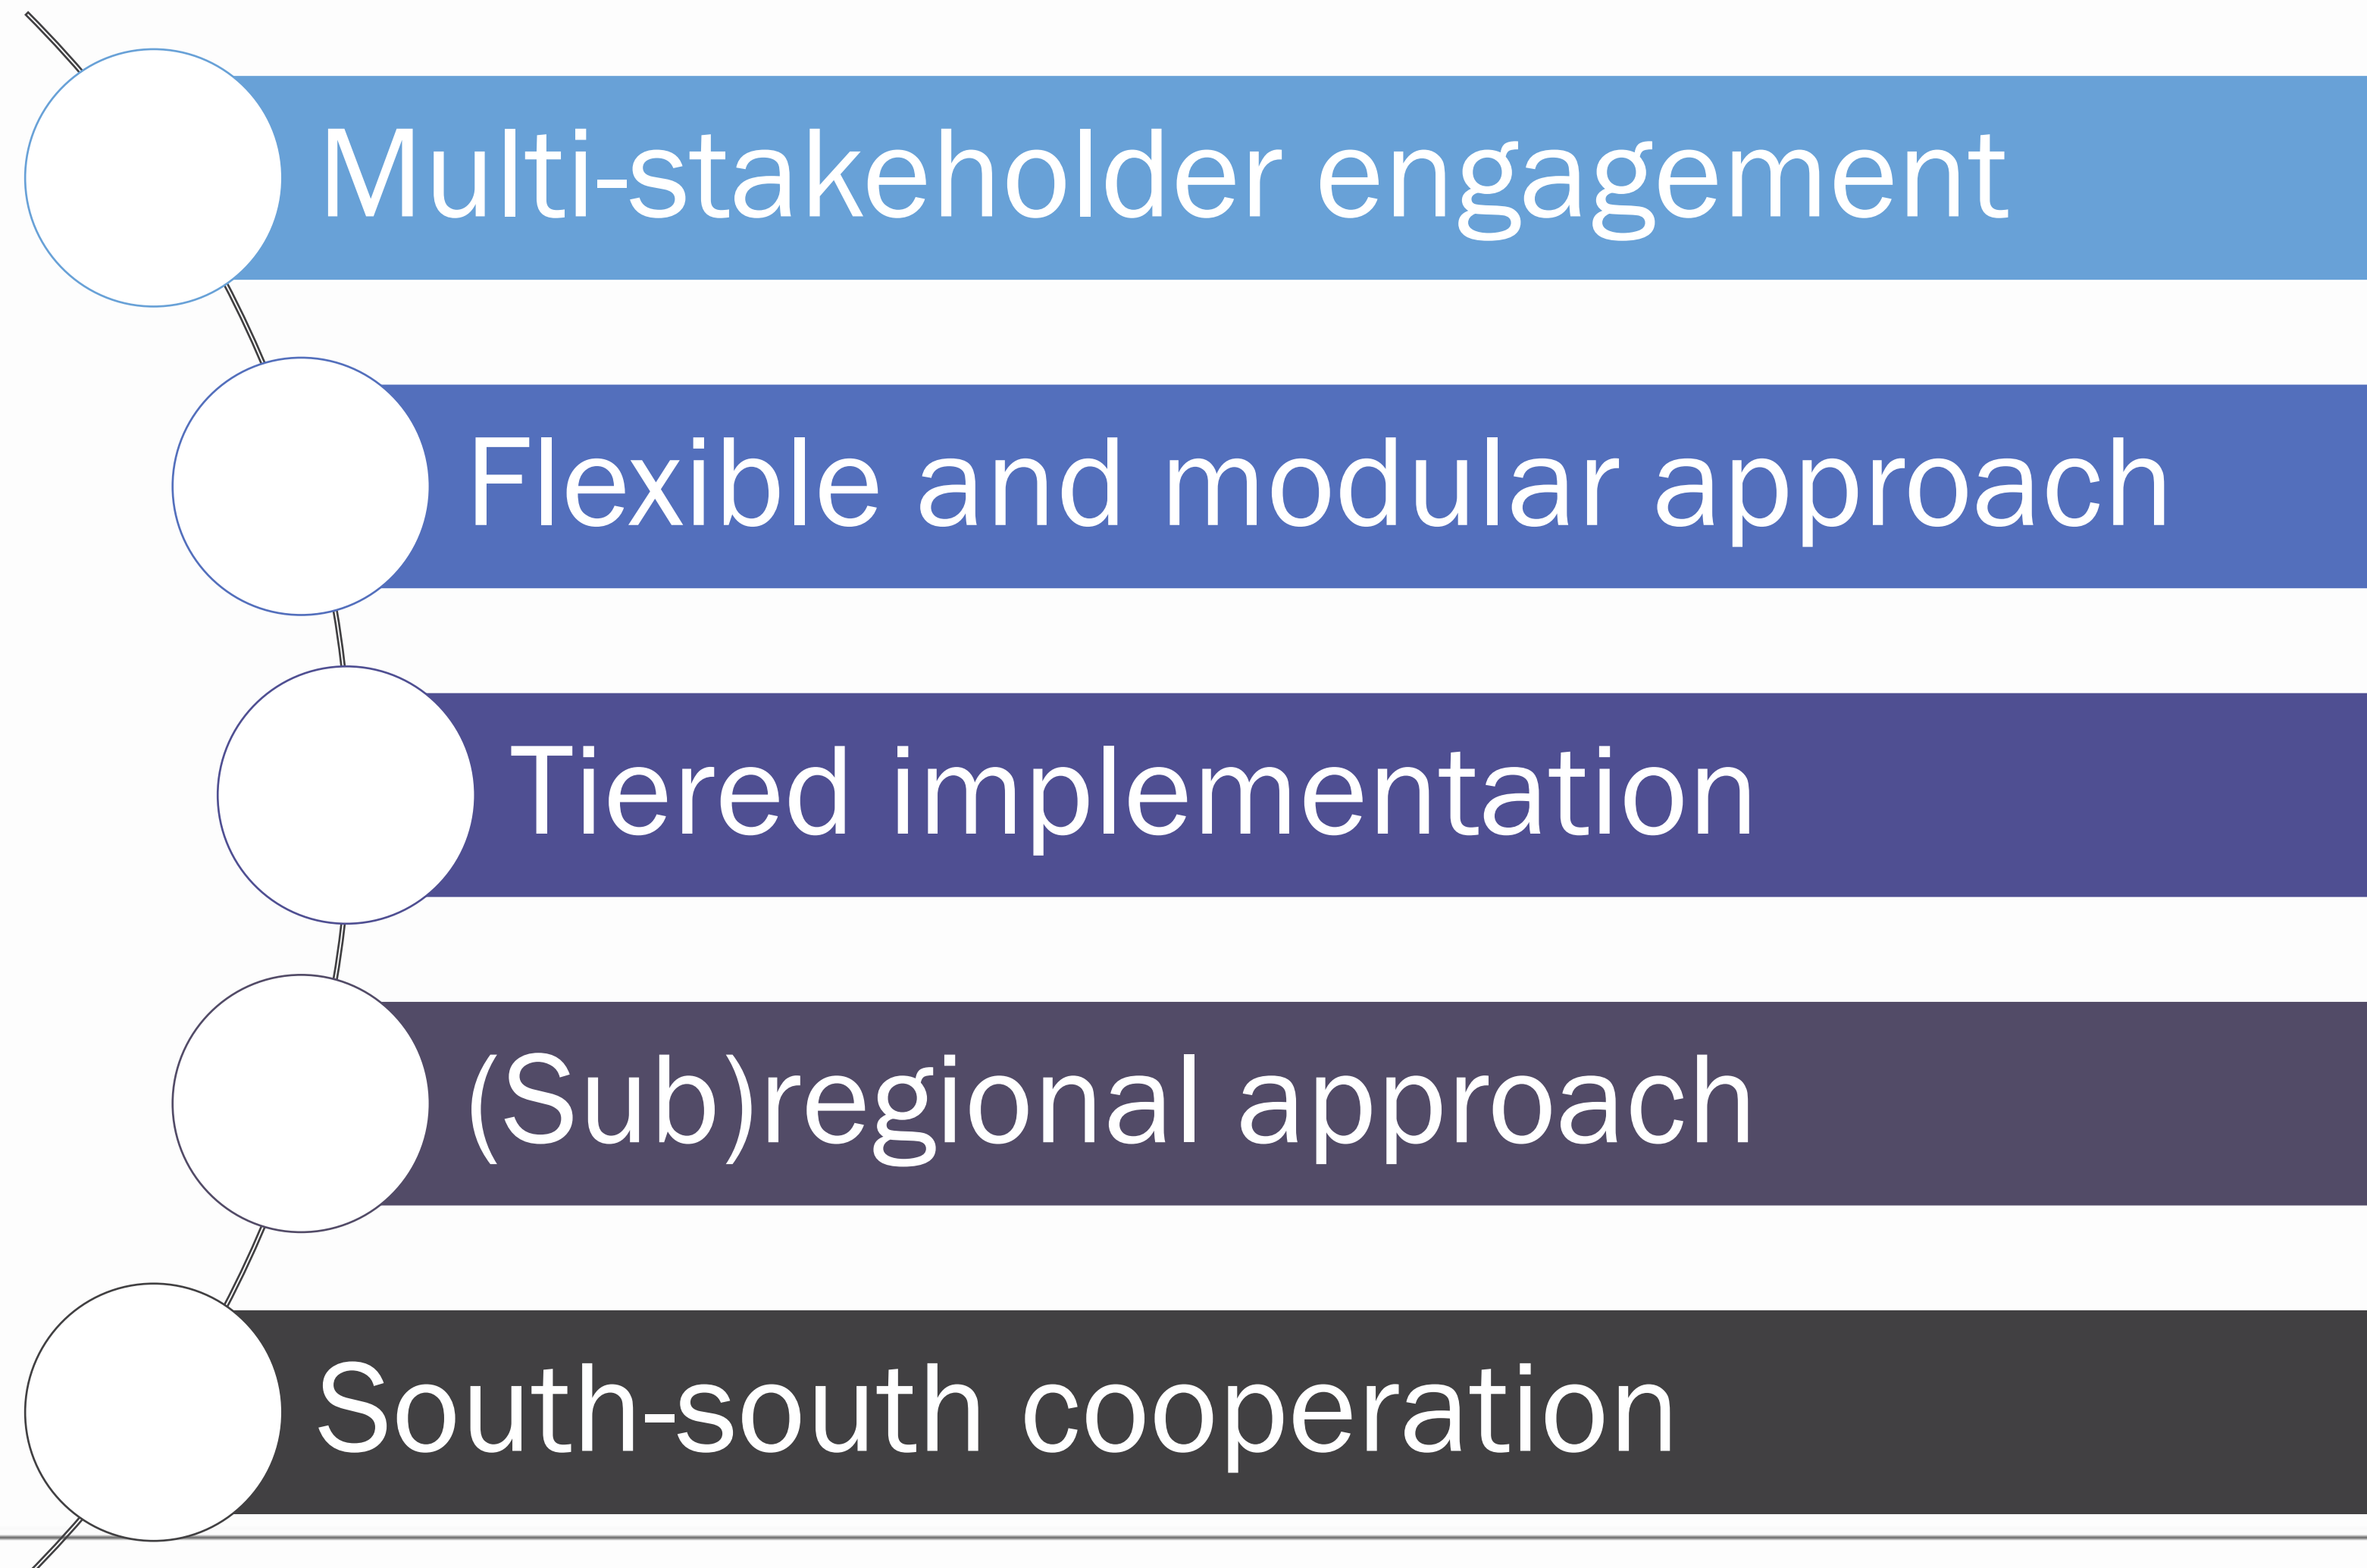 Multi-stakeholder engagement
Flexible and modular approach
Tiered implementation
(Sub)regional approach
South-south cooperation